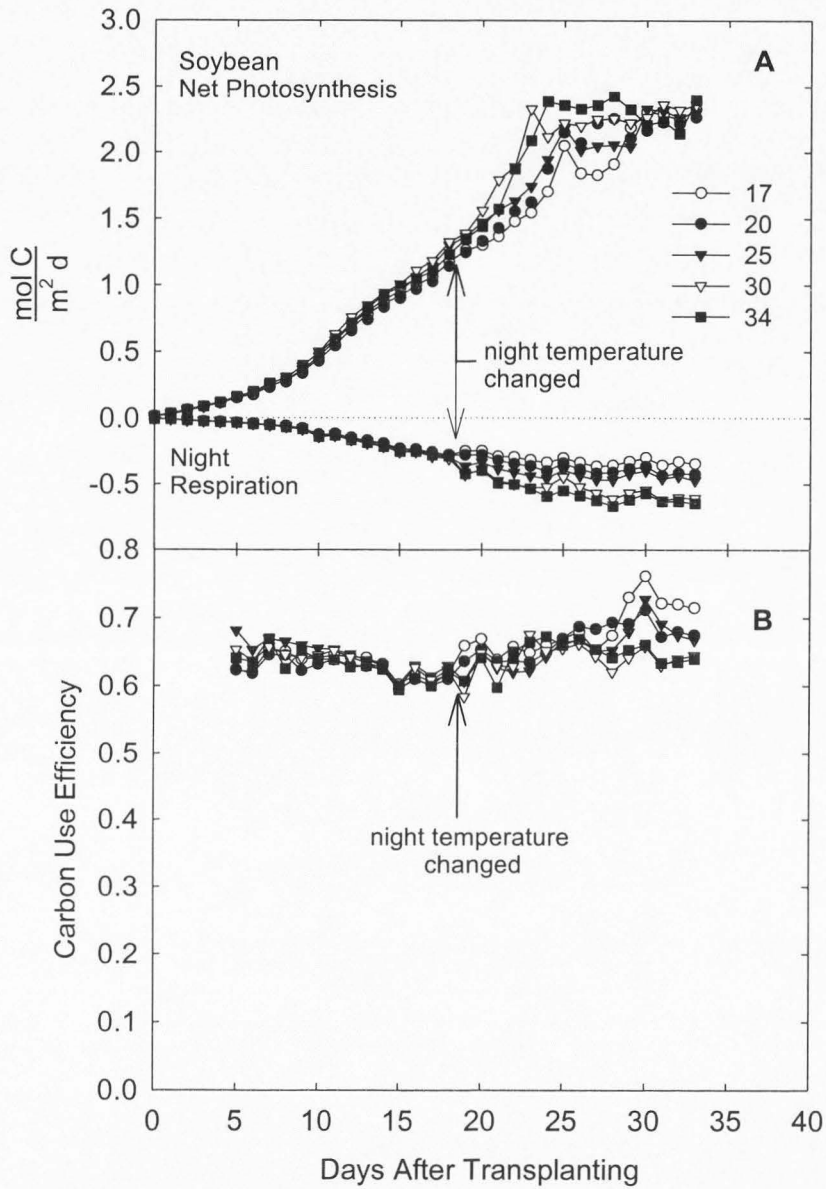 3.0
Soybean
Net Photosynthesis
A
2.5
2.0
17
1.5
20
25
mol C
m² d
1.0
30
34
0.5
night temperature
changed
0.0
Night
Respiration
-0.5
0.8
B
0.7
0.6
0.5
0.4
night temperature
changed
0.3
0.2
0.1
0.0
Carbon Use Efficiency
0 5 10 15 20 25 30 35 40
Days After Transplanting